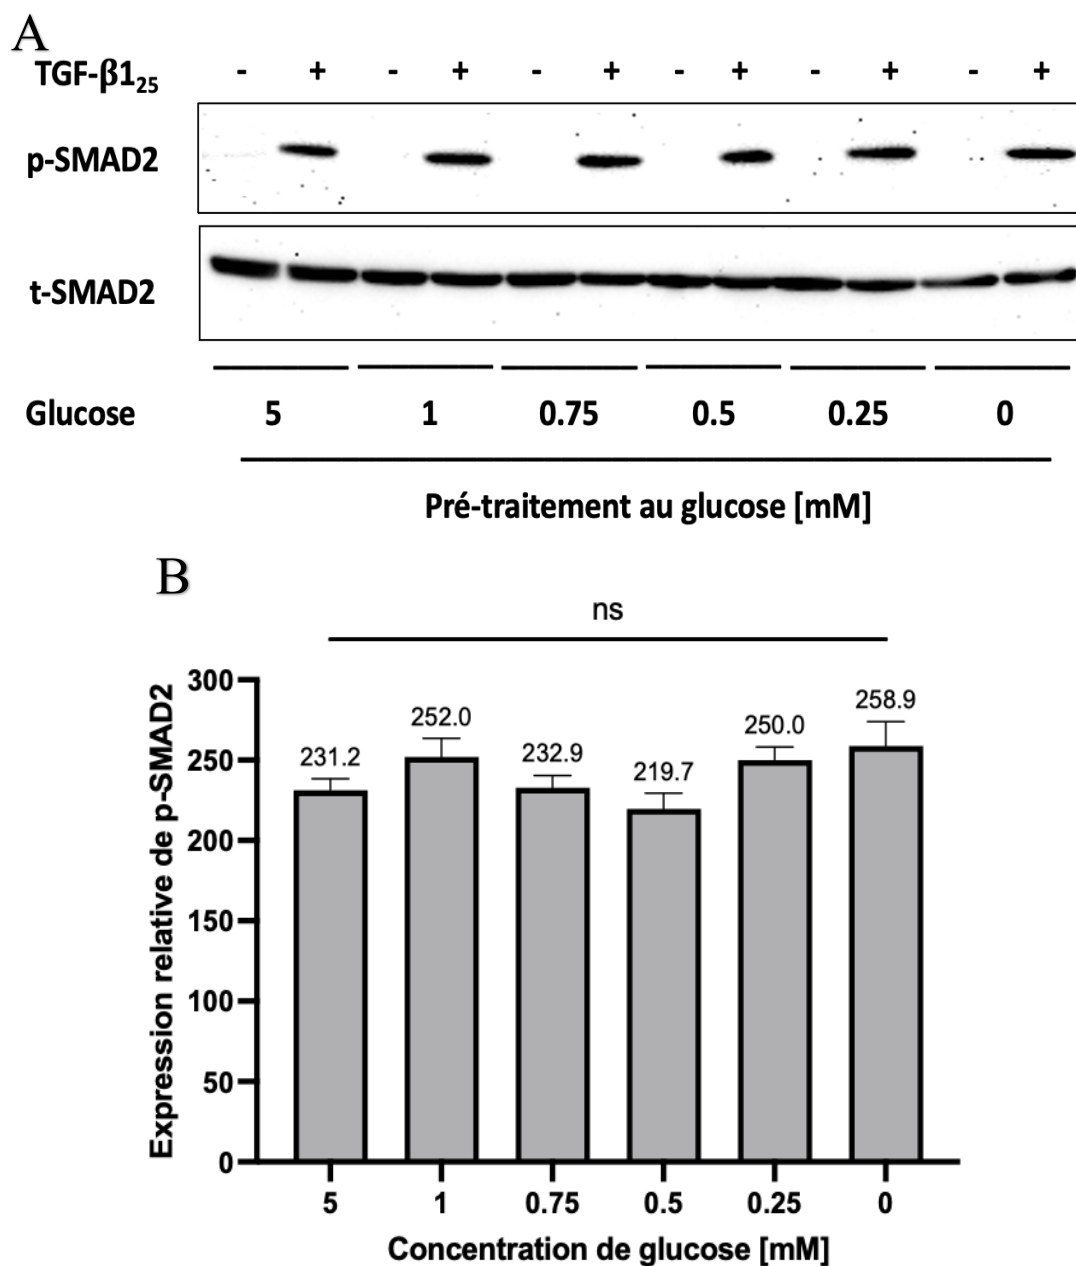 A
TGF-β1₂₅ - + - + - + - + - + - +
p-SMAD2
t-SMAD2
Glucose 5 1 0.75 0.5 0.25 0
Pré-traitement au glucose [mM]
B
ns
Expression relative de p-SMAD2
300
250
200
150
100
50
0
231.2
252.0
232.9
219.7
250.0
258.9
5 1 0.75 0.5 0.25 0
Concentration de glucose [mM]